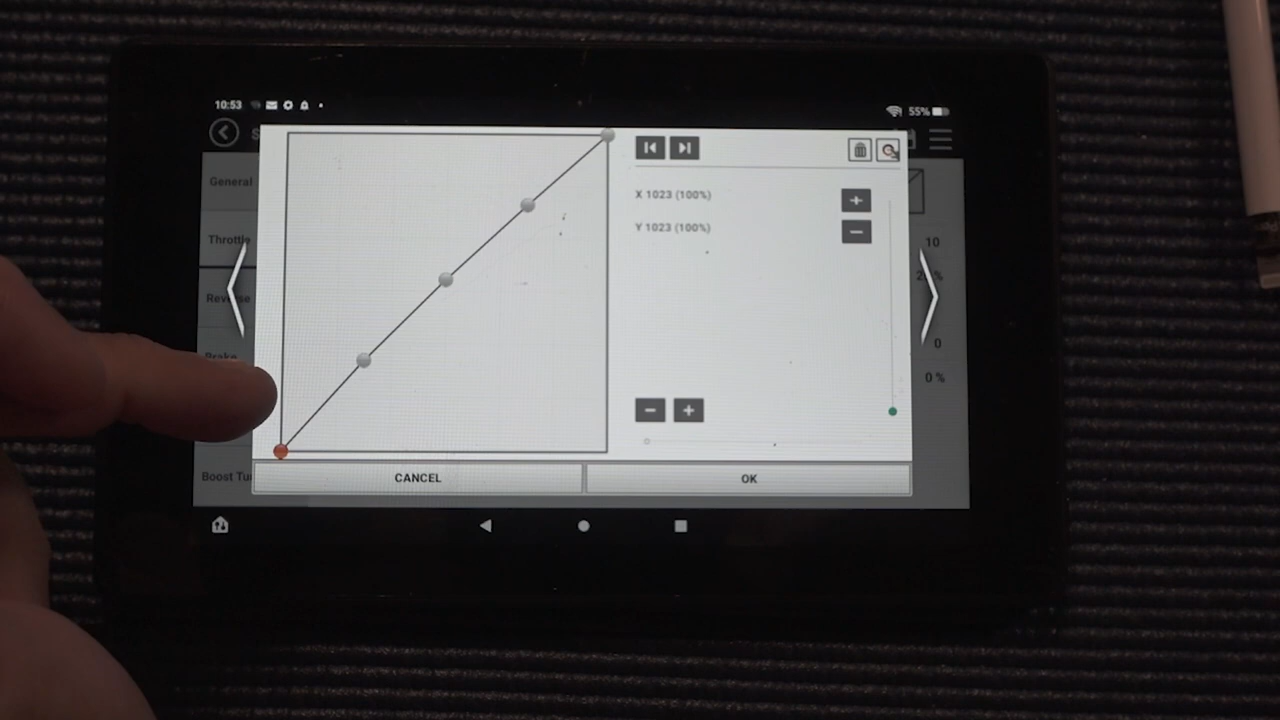 10:53
55%
S
General
Throttle
Reverse
Brake
Boost Tu
X 1023 (100%)
Y 1023 (100%)
10
%
0
0 %
CANCEL
OK